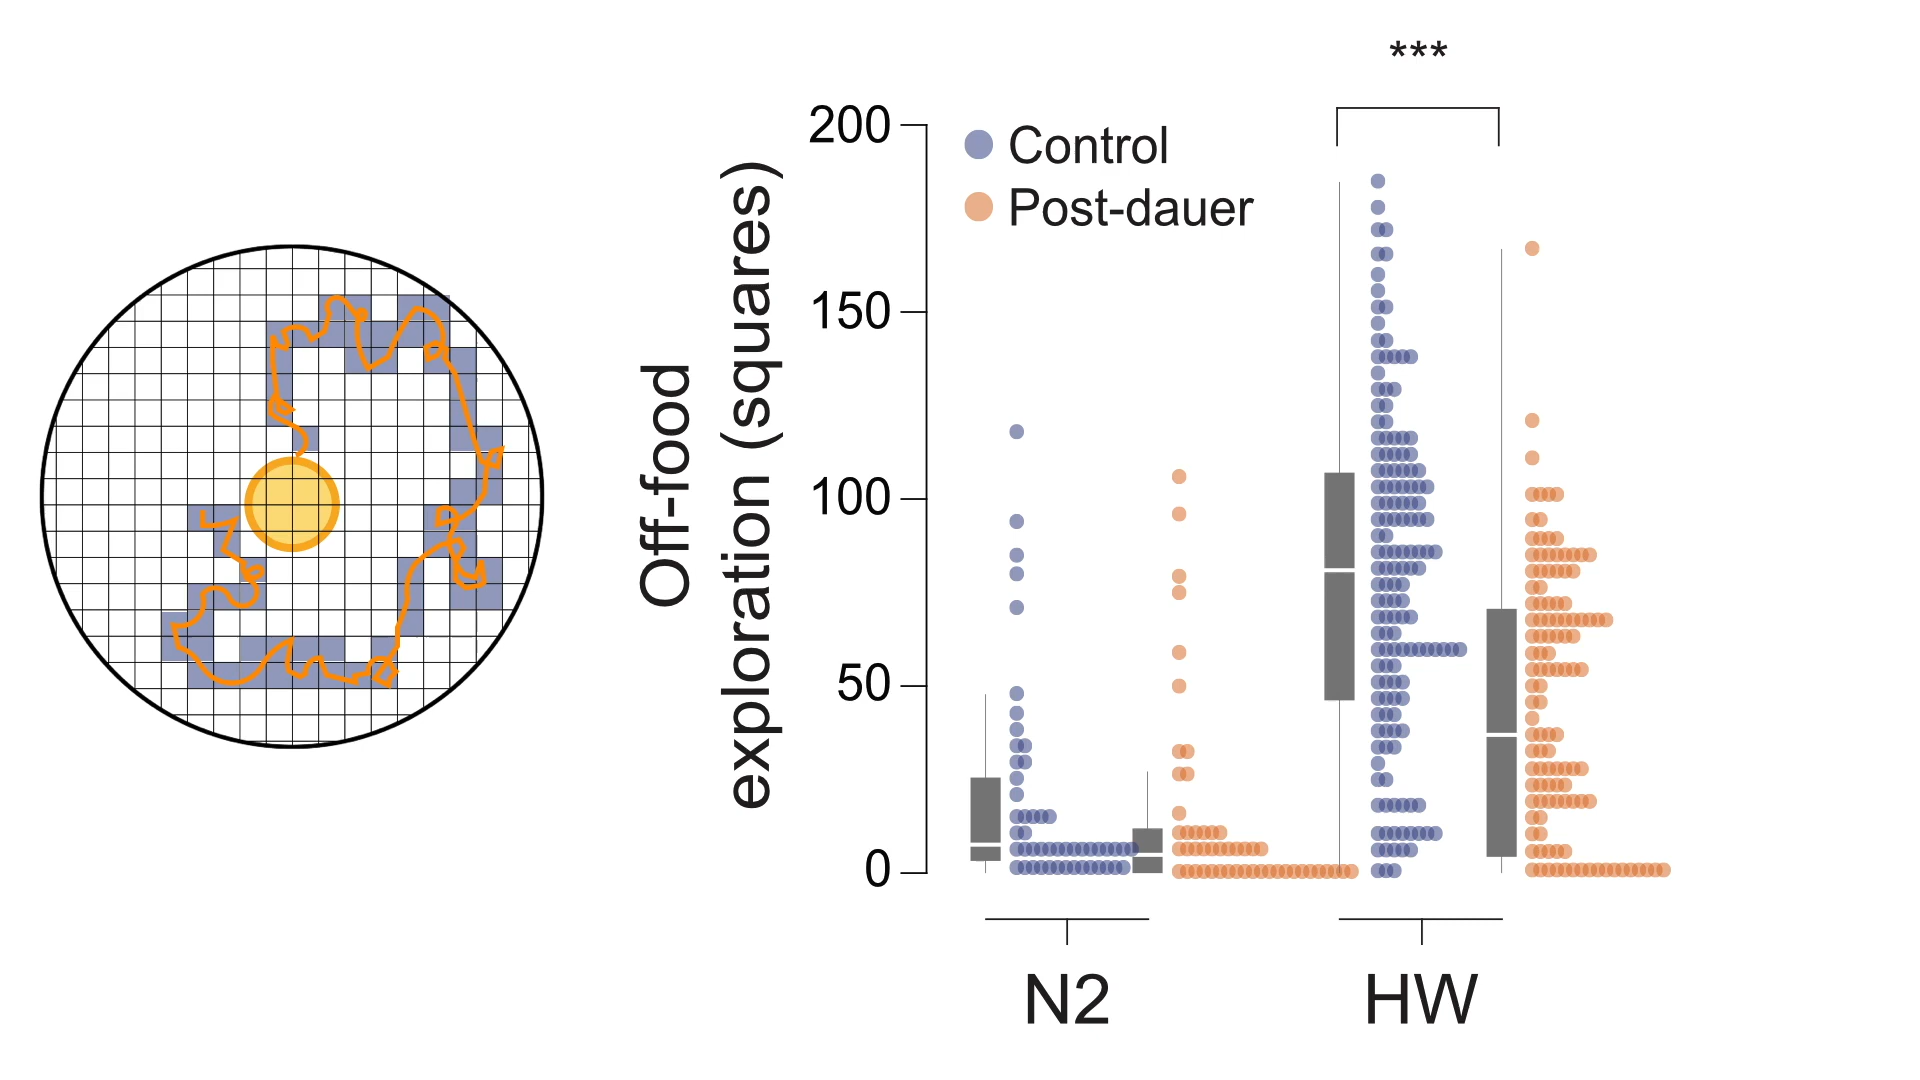 ***
200
150
100
50
0
Off-food
exploration (squares)
Control
Post-dauer
N2
HW